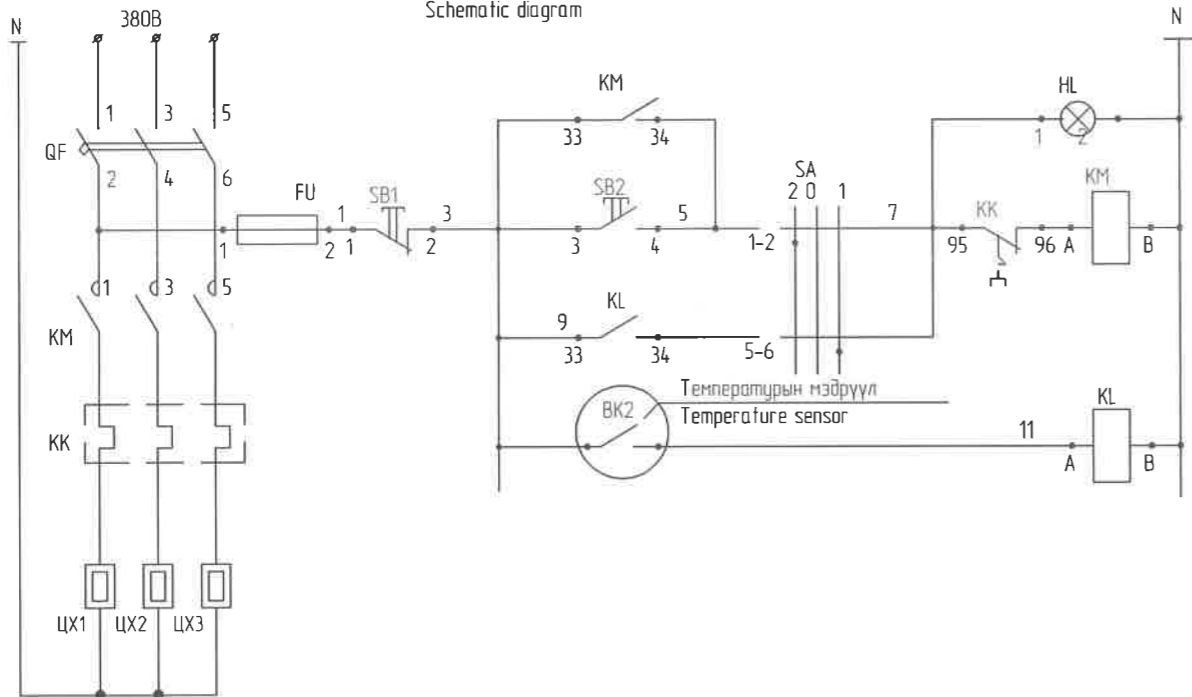 Schematic diagram
N
380В
N
KM
HL
1
3
5
33
34
1
2
QF
2
4
6
FU
SB1
SB2
SA
2 0 1
KM
1
3
5
7
KK
1
2
1
2
3
4
1-2
95
96
A
B
1
3
5
KL
9
KM
33
34
5-6
Температурын мэдрүүл
BK2
Temperature sensor
KL
KK
11
A
B
ЦХ1
ЦХ2
ЦХ3